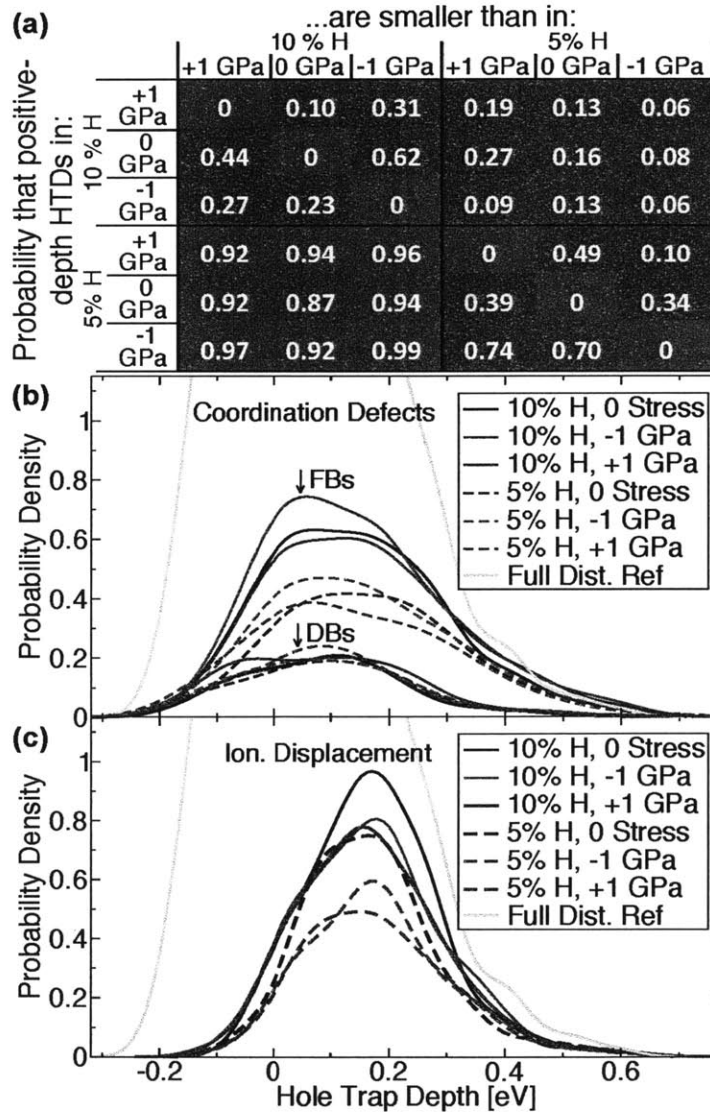 (a)
...are smaller than in:
10 % H 5% H
+1 GPa 0 GPa -1 GPa +1 GPa 0 GPa -1 GPa
Probability that positive-
depth HTDs in:
10 % H
+1 GPa 0 0.10 0.31 0.19 0.13 0.06
0 GPa 0.44 0 0.62 0.27 0.16 0.08
-1 GPa 0.27 0.23 0 0.09 0.13 0.06
5% H
+1 GPa 0.92 0.94 0.96 0 0.49 0.10
0 GPa 0.92 0.87 0.94 0.39 0 0.34
-1 GPa 0.97 0.92 0.99 0.74 0.70 0
(b)
Coordination Defects
Probability Density
1
0.8
0.6
0.4
0.2
0
↓FBs
↓DBs
10% H, 0 Stress
10% H, -1 GPa
10% H, +1 GPa
5% H, 0 Stress
5% H, -1 GPa
5% H, +1 GPa
Full Dist. Ref
(c)
Ion. Displacement
Probability Density
1
0.8
0.6
0.4
0.2
0
10% H, 0 Stress
10% H, -1 GPa
10% H, +1 GPa
5% H, 0 Stress
5% H, -1 GPa
5% H, +1 GPa
Full Dist. Ref
-0.2 0 0.2 0.4 0.6
Hole Trap Depth [eV]